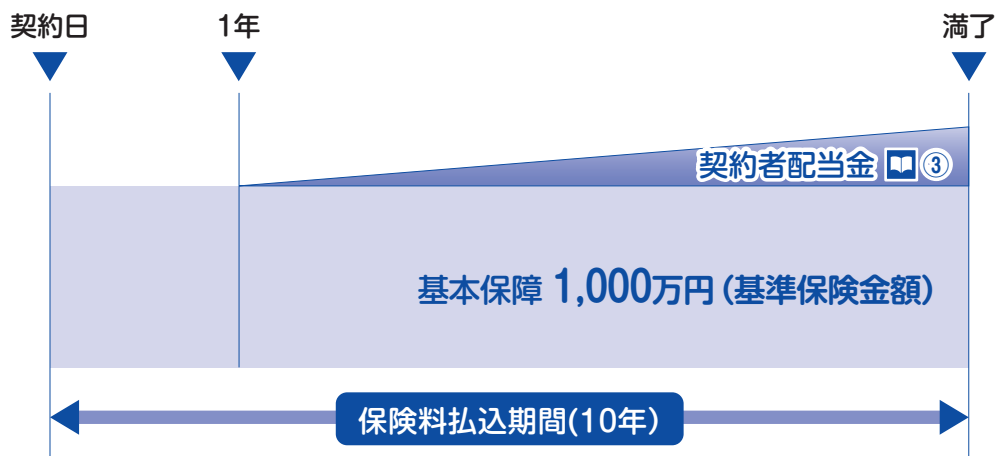 契約日 1年 満了
契約者配当金 ③
基本保障 1,000万円(基準保険金額)
保険料払込期間(10年)